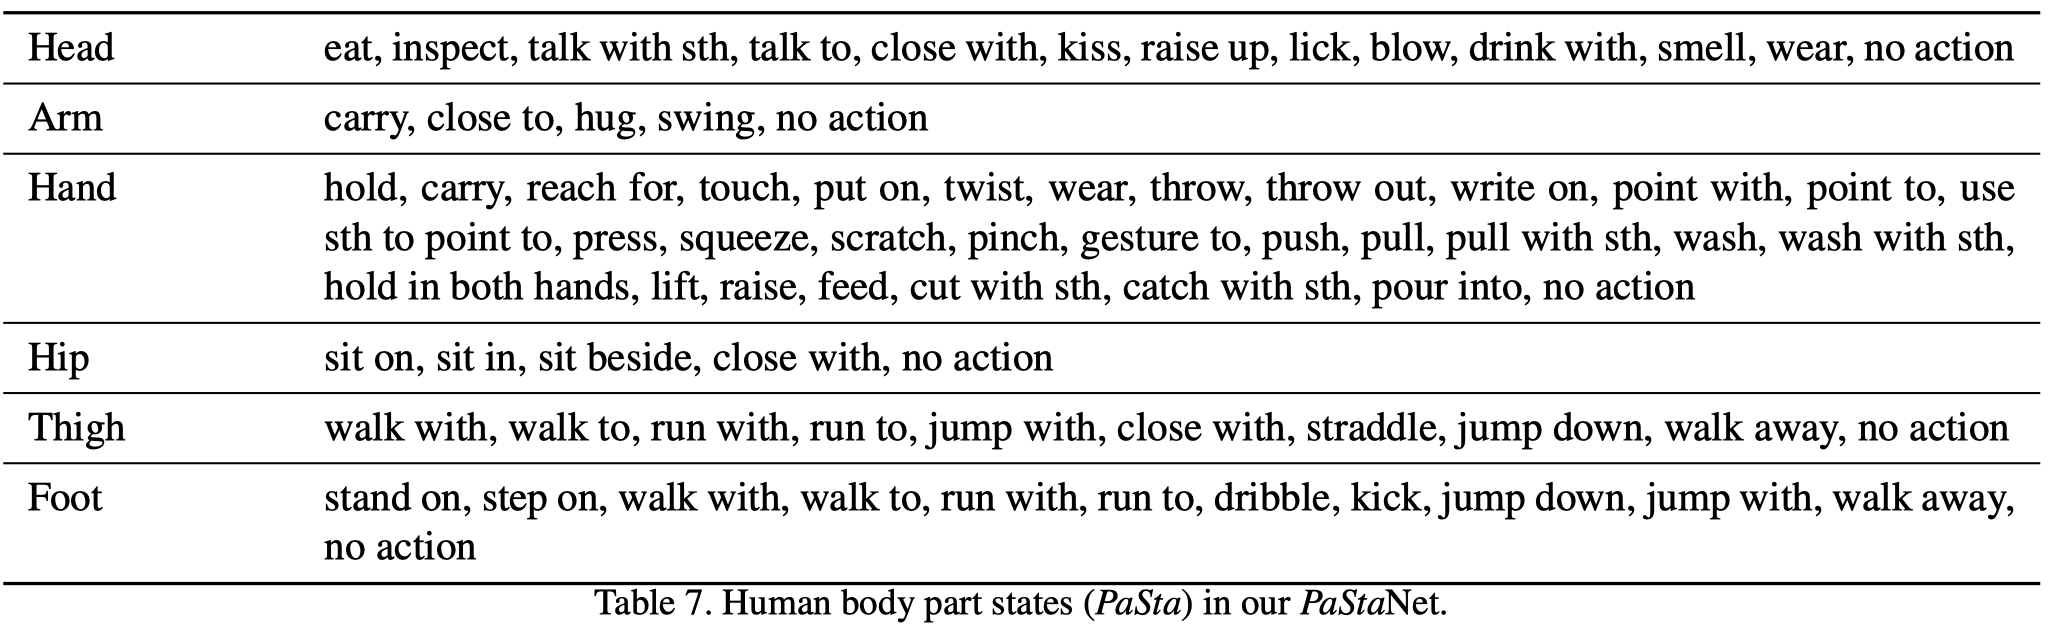 Head eat, inspect, talk with sth, talk to, close with, kiss, raise up, lick, blow, drink with, smell, wear, no action
Arm carry, close to, hug, swing, no action
Hand hold, carry, reach for, touch, put on, twist, wear, throw, throw out, write on, point with, point to, use
sth to point to, press, squeeze, scratch, pinch, gesture to, push, pull, pull with sth, wash, wash with sth,
hold in both hands, lift, raise, feed, cut with sth, catch with sth, pour into, no action
Hip sit on, sit in, sit beside, close with, no action
Thigh walk with, walk to, run with, run to, jump with, close with, straddle, jump down, walk away, no action
Foot stand on, step on, walk with, walk to, run with, run to, dribble, kick, jump down, jump with, walk away,
no action
Table 7. Human body part states (PaSta) in our PaStaNet.